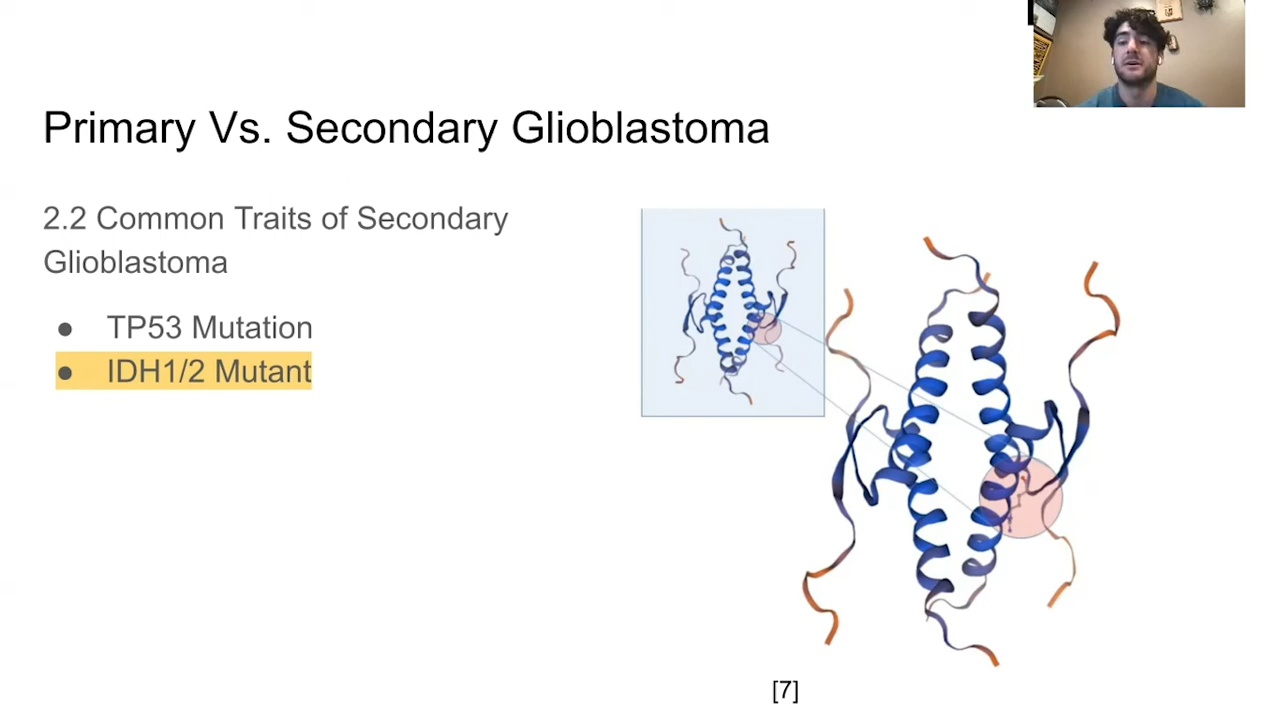 Primary Vs. Secondary Glioblastoma
2.2 Common Traits of Secondary
Glioblastoma
● TP53 Mutation
● IDH1/2 Mutant
[7]